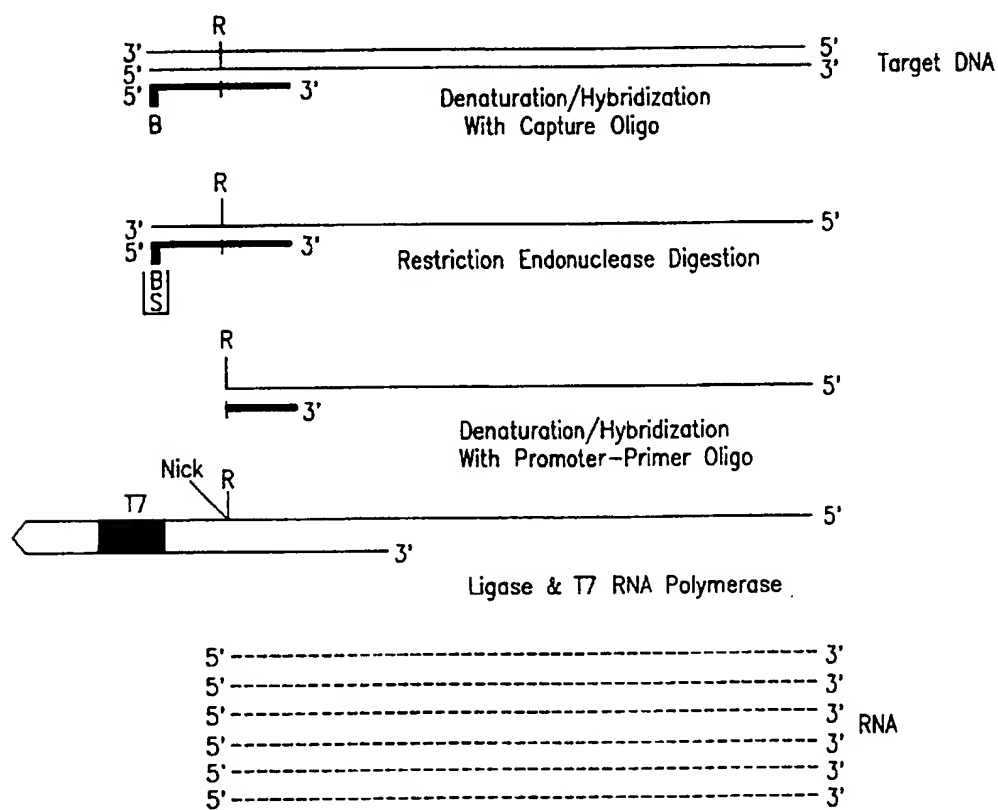 R
3' 5'
5' 3' Target DNA
5' 3'
B
Denaturation/Hybridization
With Capture Oligo
R
3' 5'
5' 3'
B
S
Restriction Endonuclease Digestion
R
5'
3'
Denaturation/Hybridization
With Promoter-Primer Oligo
Nick
R
T7
5'
3'
Ligase & T7 RNA Polymerase
5' 3'
5' 3'
5' 3' RNA
5' 3'
5' 3'
5' 3'